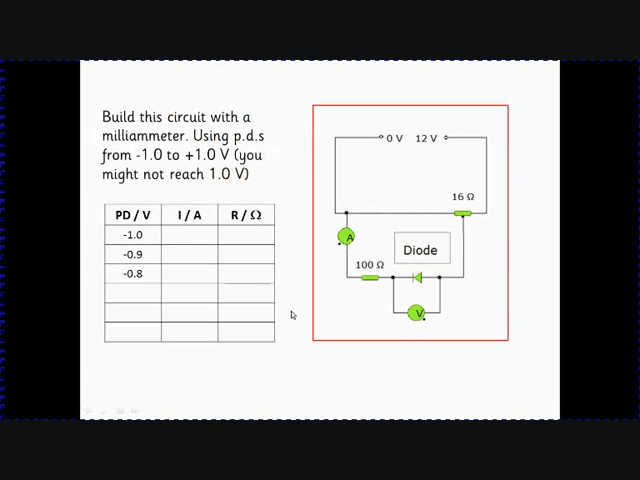 Build this circuit with a
milliammeter. Using p.d.s
from -1.0 to +1.0 V (you
might not reach 1.0 V)
PD / V I / A R / Ω
-1.0
-0.9
-0.8
0 V 12 V
16 Ω
A
Diode
100 Ω
V